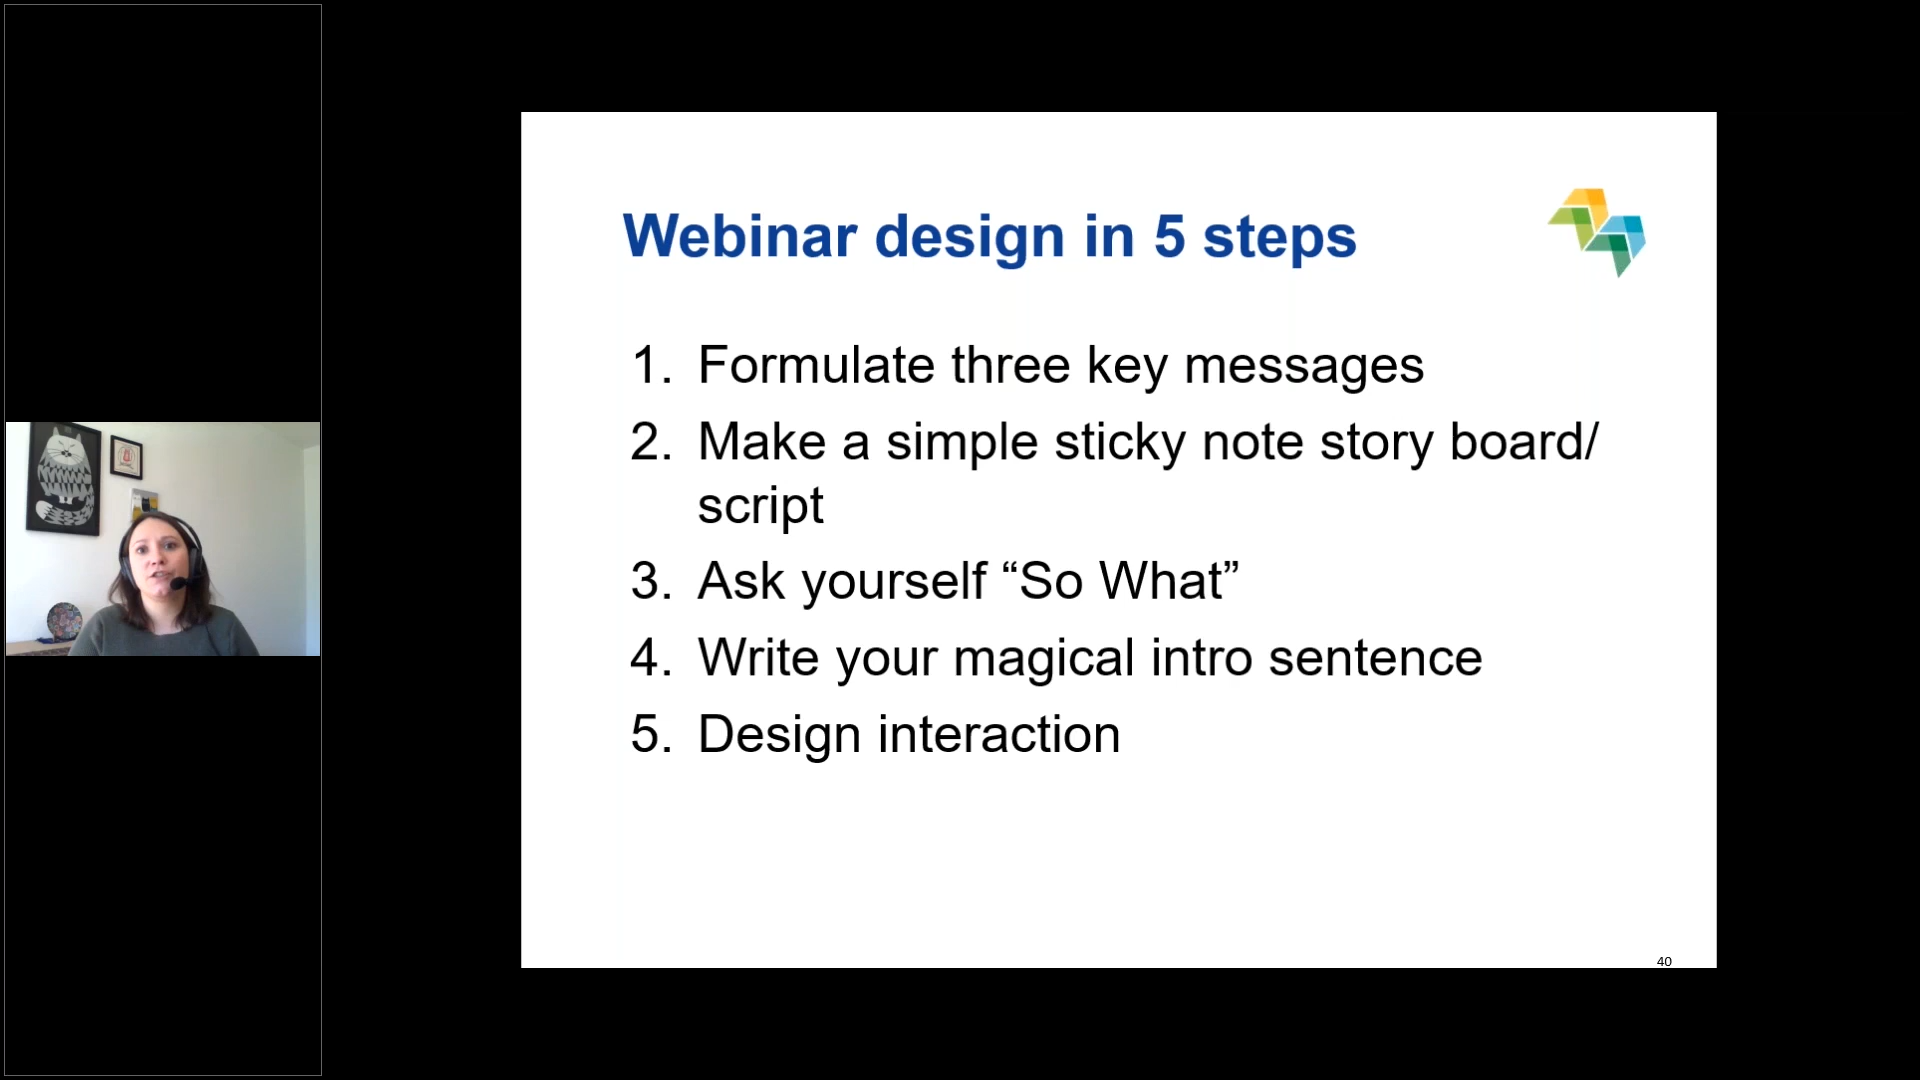 Webinar design in 5 steps
1. Formulate three key messages
2. Make a simple sticky note story board/
script
3. Ask yourself “So What”
4. Write your magical intro sentence
5. Design interaction
40